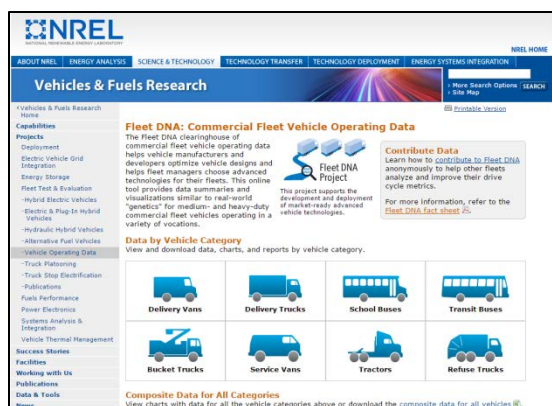 NREL
NATIONAL RENEWABLE ENERGY LABORATORY
NREL HOME
ABOUT NREL
ENERGY ANALYSIS
SCIENCE & TECHNOLOGY
TECHNOLOGY TRANSFER
TECHNOLOGY DEPLOYMENT
ENERGY SYSTEMS INTEGRATION
Vehicles & Fuels Research
More Search Options
SEARCH
Site Map
Printable Version
Vehicles & Fuels Research
Home
Capabilities
Projects
Deployment
Electric Vehicle Grid
Integration
Energy Storage
Fleet Test & Evaluation
-Hybrid Electric Vehicles
-Electric & Plug-In Hybrid
Vehicles
-Hydraulic Hybrid Vehicles
-Alternative Fuel Vehicles
-Vehicle Operating Data
-Truck Platooning
-Truck Stop Electrification
-Publications
Fuels Performance
Power Electronics
Systems Analysis &
Integration
Vehicle Thermal Management
Success Stories
Facilities
Working with Us
Publications
Data & Tools
News
Fleet DNA: Commercial Fleet Vehicle Operating Data
The Fleet DNA clearinghouse of
commercial fleet vehicle operating data
helps vehicle manufacturers and
developers optimize vehicle designs and
helps fleet managers choose advanced
technologies for their fleets. This online
tool provides data summaries and
visualizations similar to real-world
"genetics" for medium- and heavy-duty
commercial fleet vehicles operating in a
variety of vocations.
Fleet DNA
Project
This project supports the
development and deployment
of market-ready advanced
vehicle technologies.
Contribute Data
Learn how to contribute to Fleet DNA
anonymously to help other fleets
analyze and improve their drive
cycle metrics.
For more information, refer to the
Fleet DNA fact sheet
Data by Vehicle Category
View and download data, charts, and reports by vehicle category.
Delivery Vans
Delivery Trucks
School Buses
Transit Buses
Bucket Trucks
Service Vans
Tractors
Refuse Trucks
Composite Data for All Categories
View charts with data for all the vehicle categories above or download the composite data for all vehicles